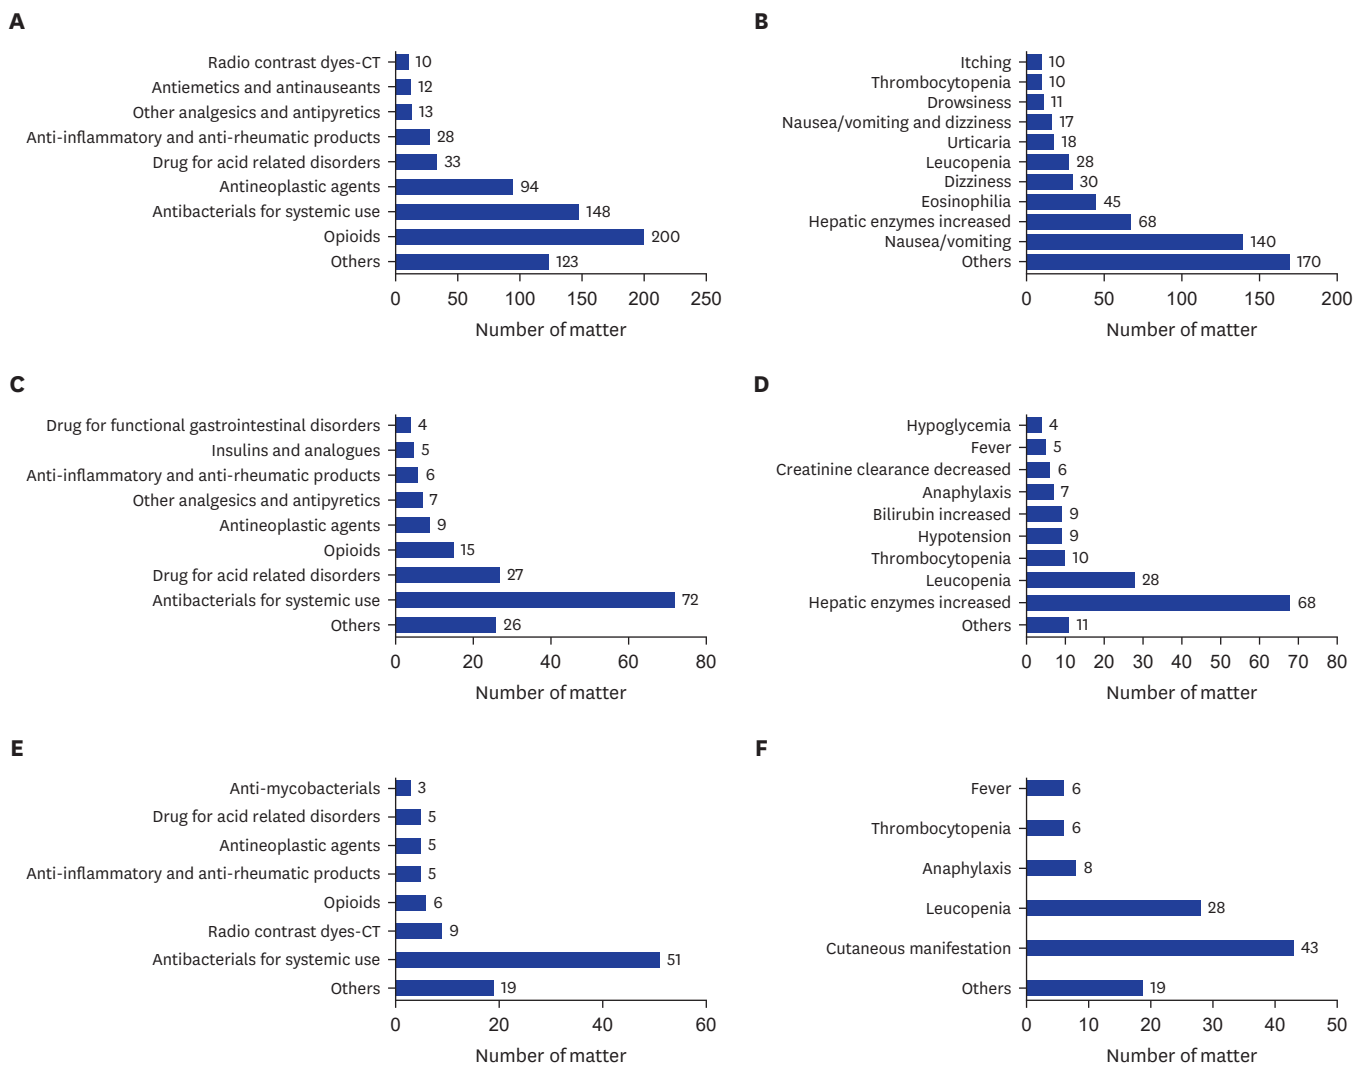 A
Radio contrast dyes-CT 10
Antiemetics and antinauseants 12
Other analgesics and antipyretics 13
Anti-inflammatory and anti-rheumatic products 28
Drug for acid related disorders 33
Antineoplastic agents 94
Antibacterials for systemic use 148
Opioids 200
Others 123
0 50 100 150 200 250
Number of matter
B
Itching 10
Thrombocytopenia 10
Drowsiness 11
Nausea/vomiting and dizziness 17
Urticaria 18
Leucopenia 28
Dizziness 30
Eosinophilia 45
Hepatic enzymes increased 68
Nausea/vomiting 140
Others 170
0 50 100 150 200
Number of matter
C
Drug for functional gastrointestinal disorders 4
Insulins and analogues 5
Anti-inflammatory and anti-rheumatic products 6
Other analgesics and antipyretics 7
Antineoplastic agents 9
Opioids 15
Drug for acid related disorders 27
Antibacterials for systemic use 72
Others 26
0 20 40 60 80
Number of matter
D
Hypoglycemia 4
Fever 5
Creatinine clearance decreased 6
Anaphylaxis 7
Bilirubin increased 9
Hypotension 9
Thrombocytopenia 10
Leucopenia 28
Hepatic enzymes increased 68
Others 11
0 10 20 30 40 50 60 70 80
Number of matter
E
Anti-mycobacterials 3
Drug for acid related disorders 5
Antineoplastic agents 5
Anti-inflammatory and anti-rheumatic products 5
Opioids 6
Radio contrast dyes-CT 9
Antibacterials for systemic use 51
Others 19
0 20 40 60
Number of matter
F
Fever 6
Thrombocytopenia 6
Anaphylaxis 8
Leucopenia 28
Cutaneous manifestation 43
Others 19
0 10 20 30 40 50
Number of matter